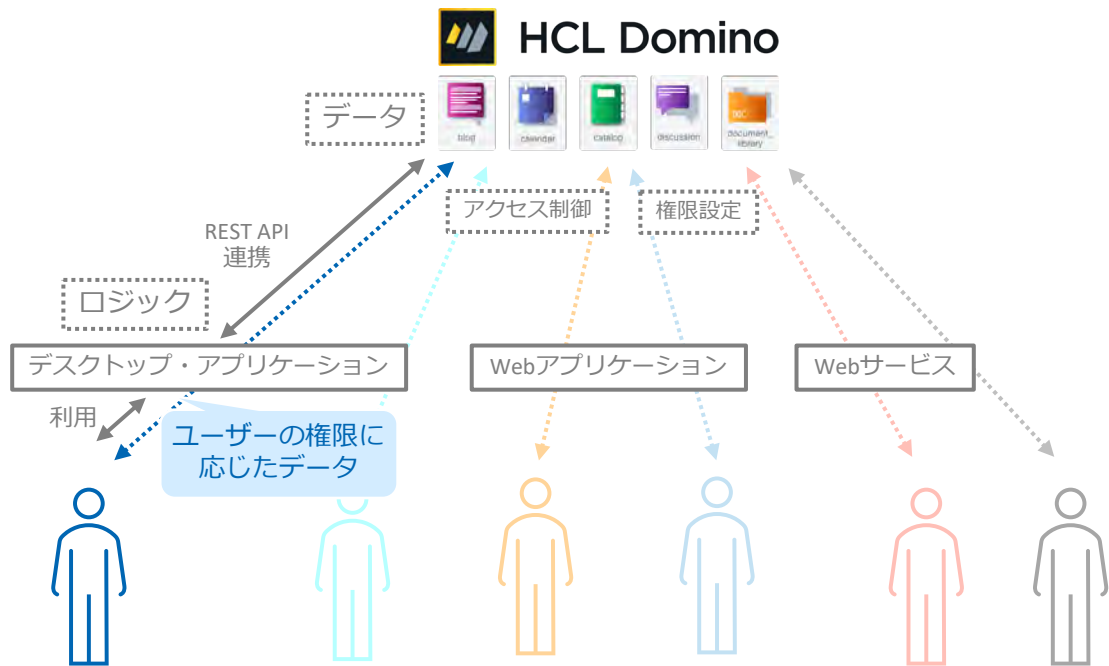 HCL Domino
データ
blog
calendar
catalog
discussion
DOC
document_
library
アクセス制御
権限設定
REST API
連携
ロジック
デスクトップ・アプリケーション
Webアプリケーション
Webサービス
利用
ユーザーの権限に
応じたデータ